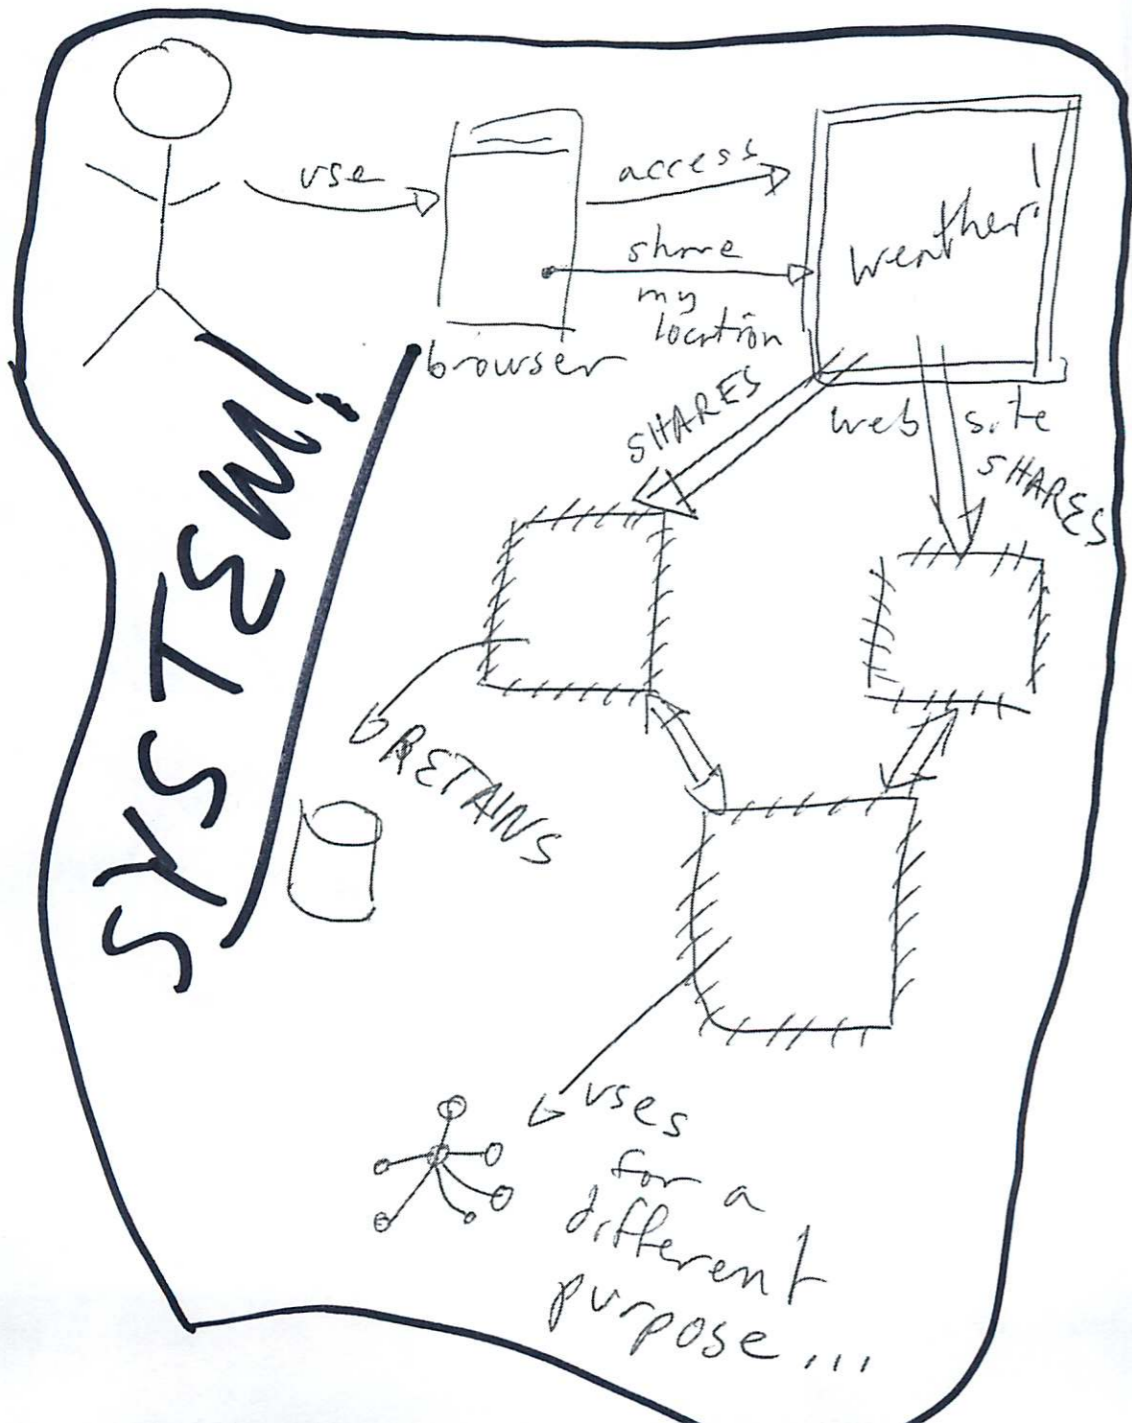 use
access
share
my
location
weather!
browser
web site
SHARES
SHARES
SYSTEM!
RETAINS
uses
for a
different
purpose...